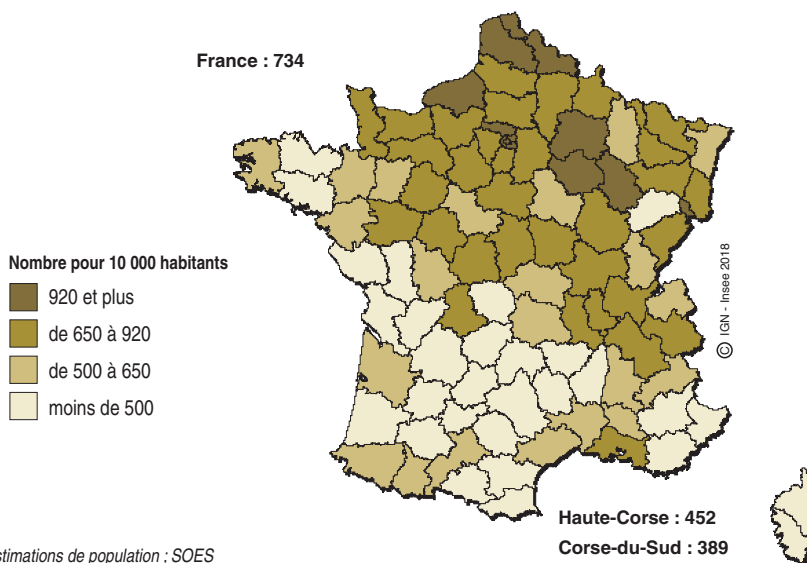 France : 734
Nombre pour 10 000 habitants
920 et plus
de 650 à 920
de 500 à 650
moins de 500
© IGN - Insee 2018
Haute-Corse : 452
Corse-du-Sud : 389
stimations de population ; SOES